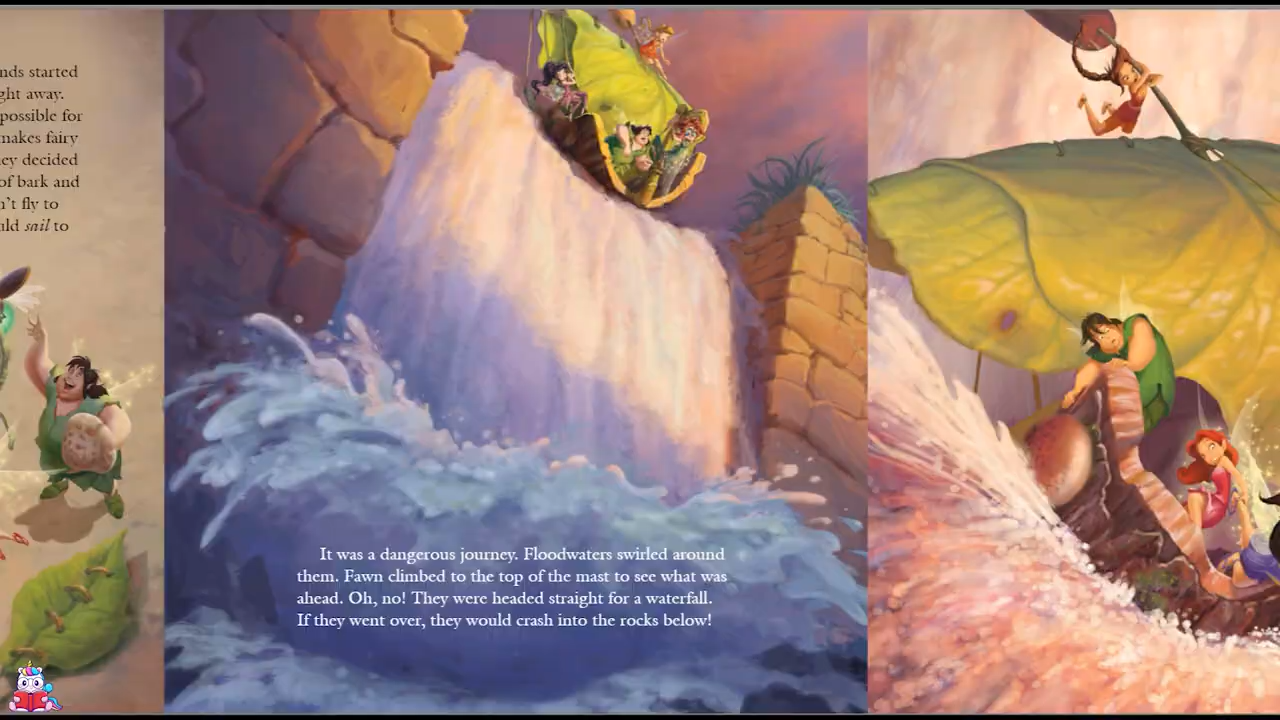 nds started
ght away.
possible for
makes fairy
ey decided
of bark and
n't fly to
uld sail to
It was a dangerous journey. Floodwaters swirled around
them. Fawn climbed to the top of the mast to see what was
ahead. Oh, no! They were headed straight for a waterfall.
If they went over, they would crash into the rocks below!